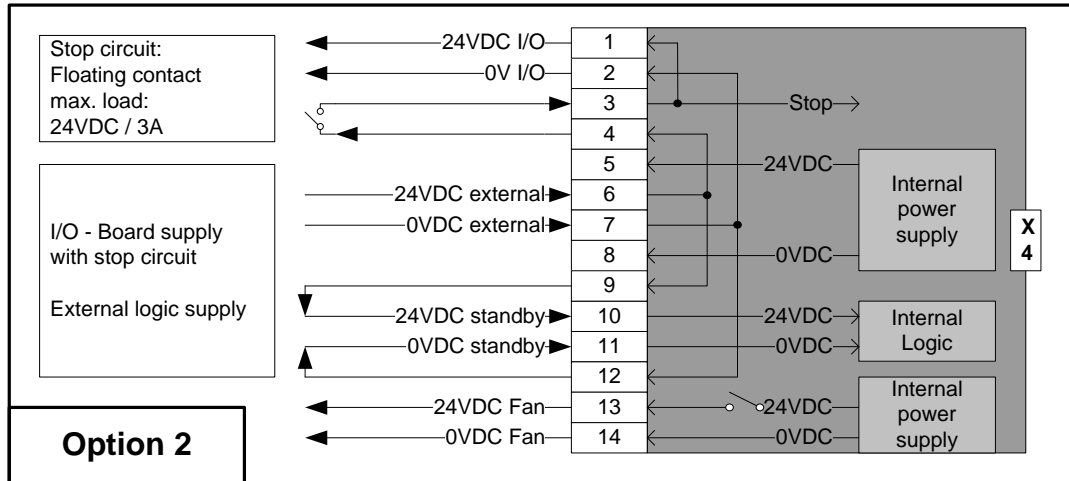 Stop circuit:
Floating contact
max. load:
24VDC / 3A
I/O - Board supply
with stop circuit
External logic supply
Option 2
24VDC I/O
0V I/O
24VDC external
0VDC external
24VDC standby
0VDC standby
24VDC Fan
0VDC Fan
1
2
3
4
5
6
7
8
9
10
11
12
13
14
Stop
24VDC
0VDC
24VDC
0VDC
24VDC
0VDC
Internal
power
supply
Internal
Logic
Internal
power
supply
X
4